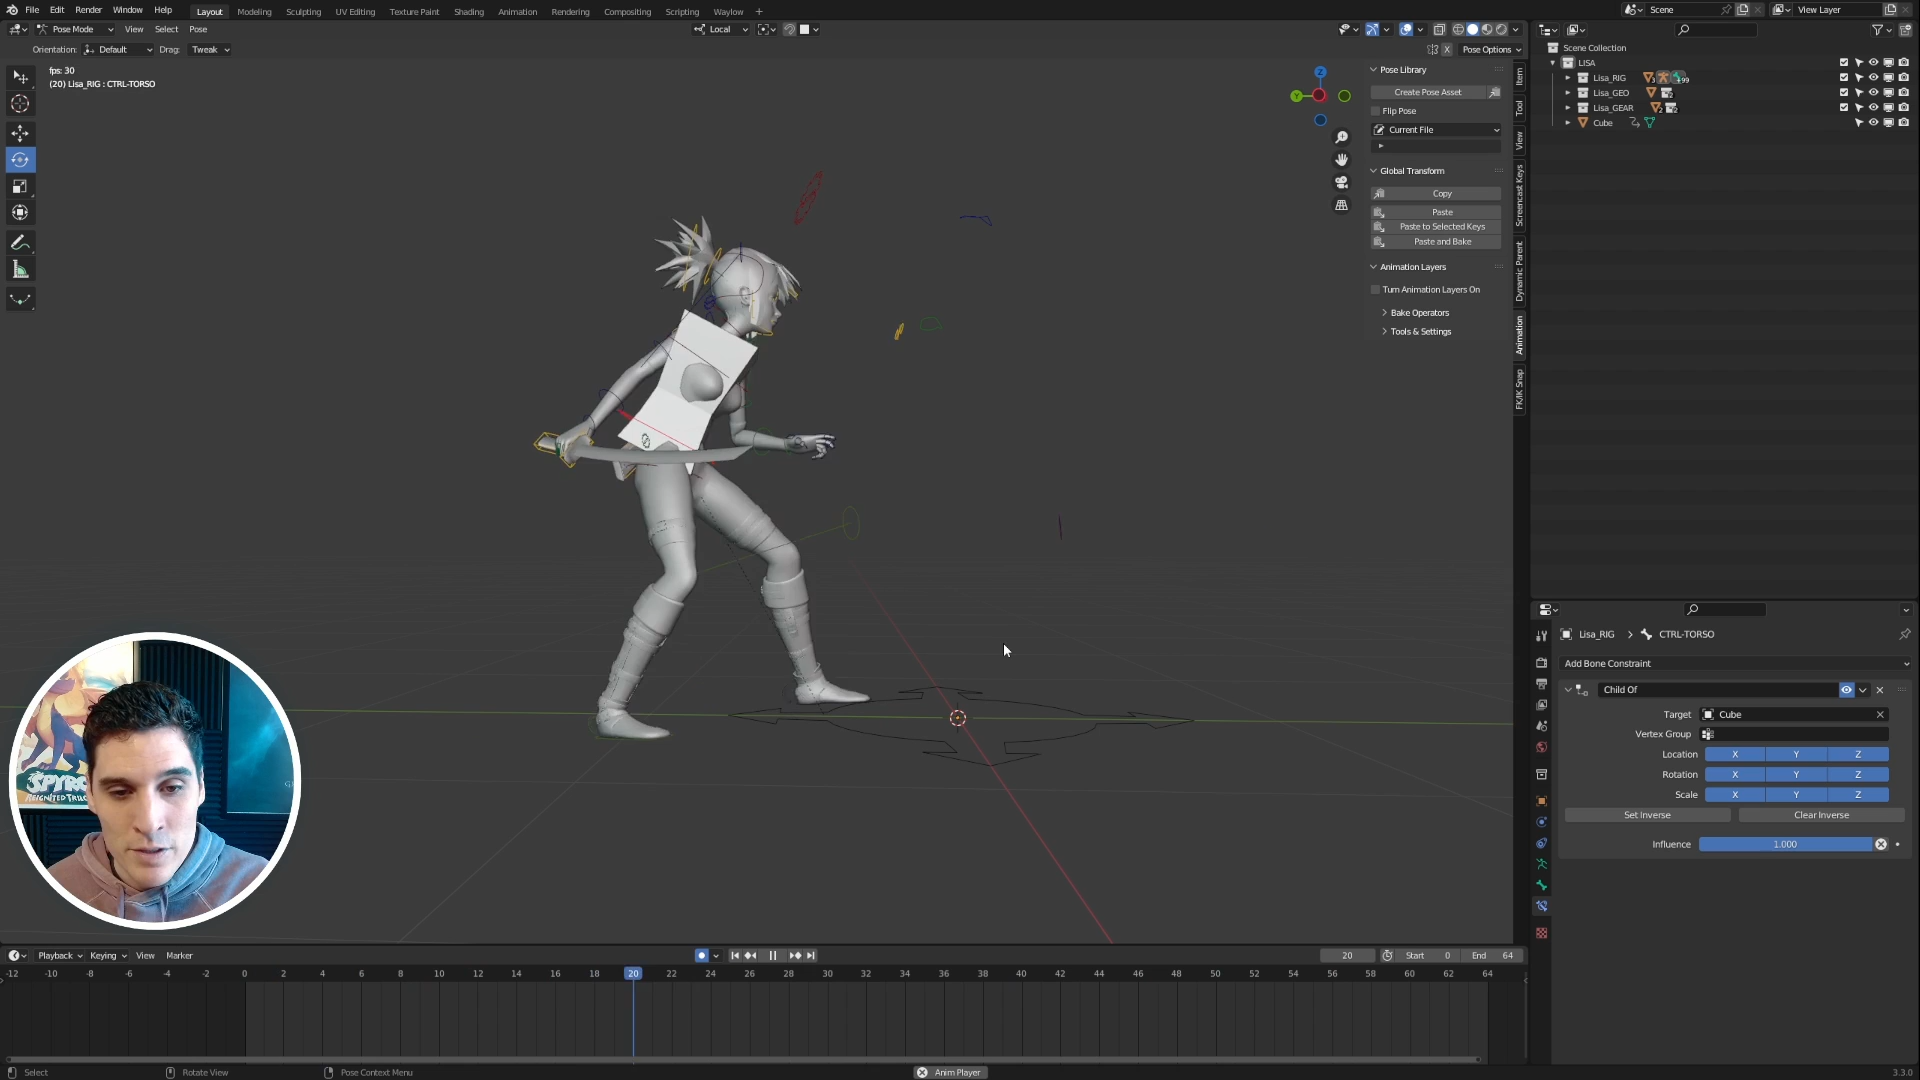 File Edit Render Window Help Layout Modeling Sculpting UV Editing Texture Paint Shading Animation Rendering Compositing Scripting Waylow + Scene View Layer
Pose Mode View Select Pose Local
Orientation: Default Drag: Tweak X Pose Options
fps: 30
(20) Lisa_RIG : CTRL-TORSO
Z
Y
Pose Library
Create Pose Asset
Flip Pose
Current File
Global Transform
Copy
Paste
Paste to Selected Keys
Paste and Bake
Animation Layers
Turn Animation Layers On
Bake Operators
Tools & Settings
Item
Tool
View
Screencast Keys
Dynamic Parent
Animation
FK/IK Snap
Scene Collection
LISA
Lisa_RIG
Lisa_GEO
Lisa_GEAR
Cube
Lisa_RIG > CTRL-TORSO
Add Bone Constraint
Child Of
Target Cube
Vertex Group
Location X Y Z
Rotation X Y Z
Scale X Y Z
Set Inverse Clear Inverse
Influence 1.000
SPYRO
REIGNITED
Playback Keying View Marker 20 Start 0 End 64
-12 -10 -8 -6 -4 -2 0 2 4 6 8 10 12 14 16 18 20 22 24 26 28 30 32 34 36 38 40 42 44 46 48 50 52 54 56 58 60 62 64
Select Rotate View Pose Context Menu Anim Player 3.3.0